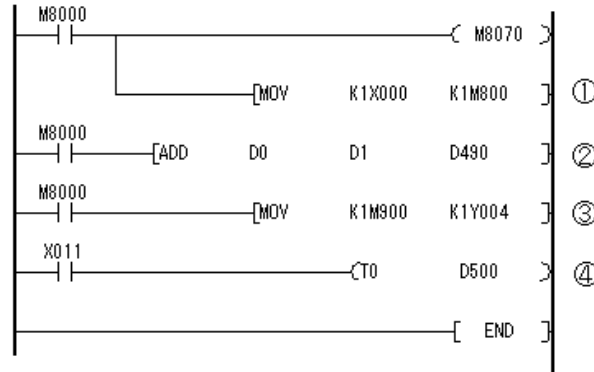 M8000
M8070
MOV K1X000 K1M800 ①
M8000
ADD D0 D1 D490 ②
M8000
MOV K1M900 K1Y004 ③
X011
T0 D500 ④
END